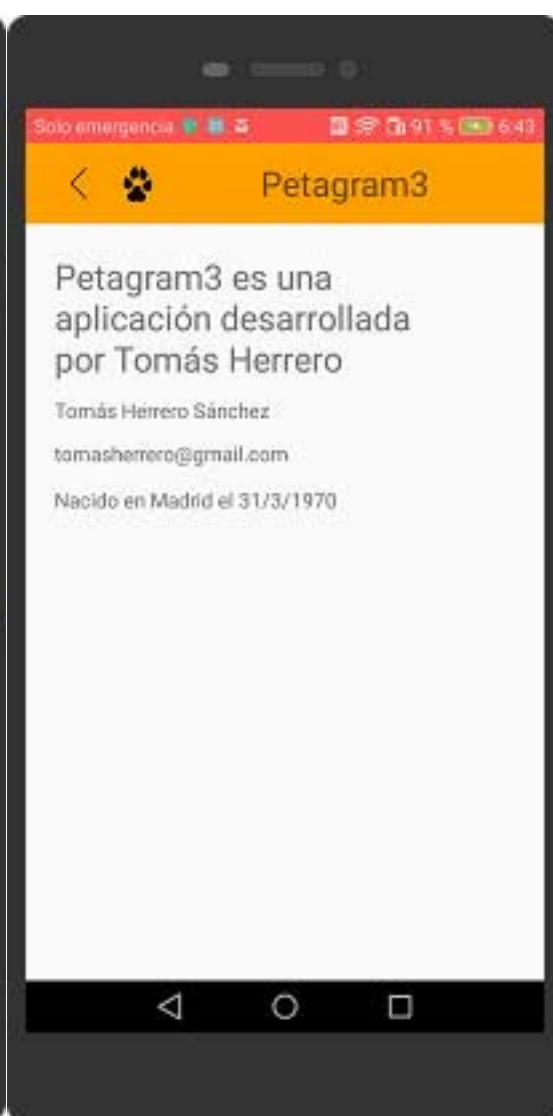 Solo emergencia 91 % 6:43
Petagram3
Petagram3 es una
aplicación desarrollada
por Tomás Herrero
Tomás Herrero Sánchez
tomasherrero@gmail.com
Nacido en Madrid el 31/3/1970